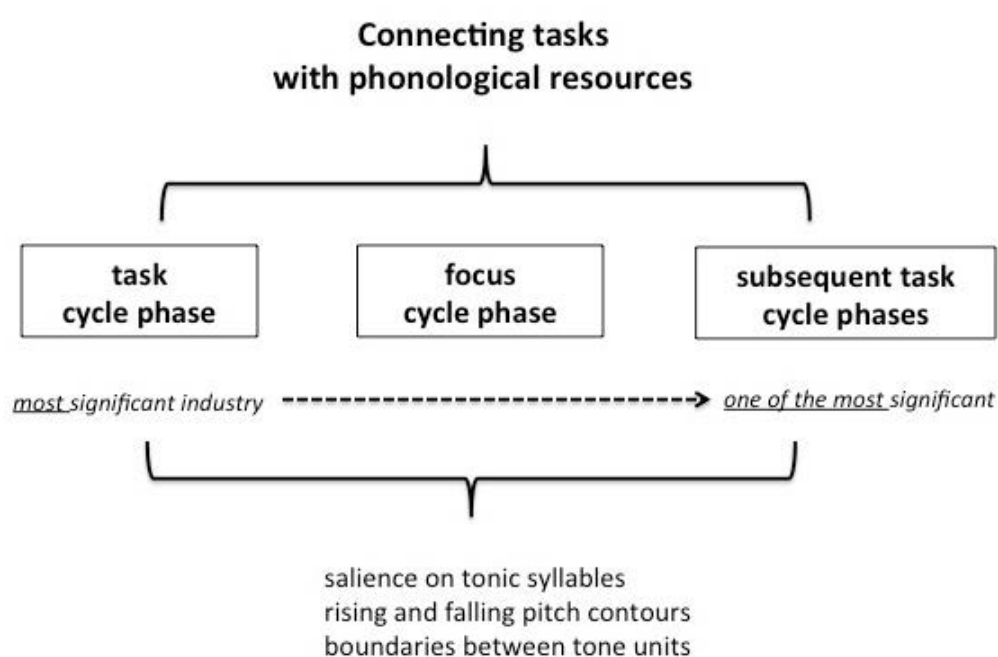 Connecting tasks
with phonological resources
task
cycle phase
focus
cycle phase
subsequent task
cycle phases
most significant industry
one of the most significant
salience on tonic syllables
rising and falling pitch contours
boundaries between tone units